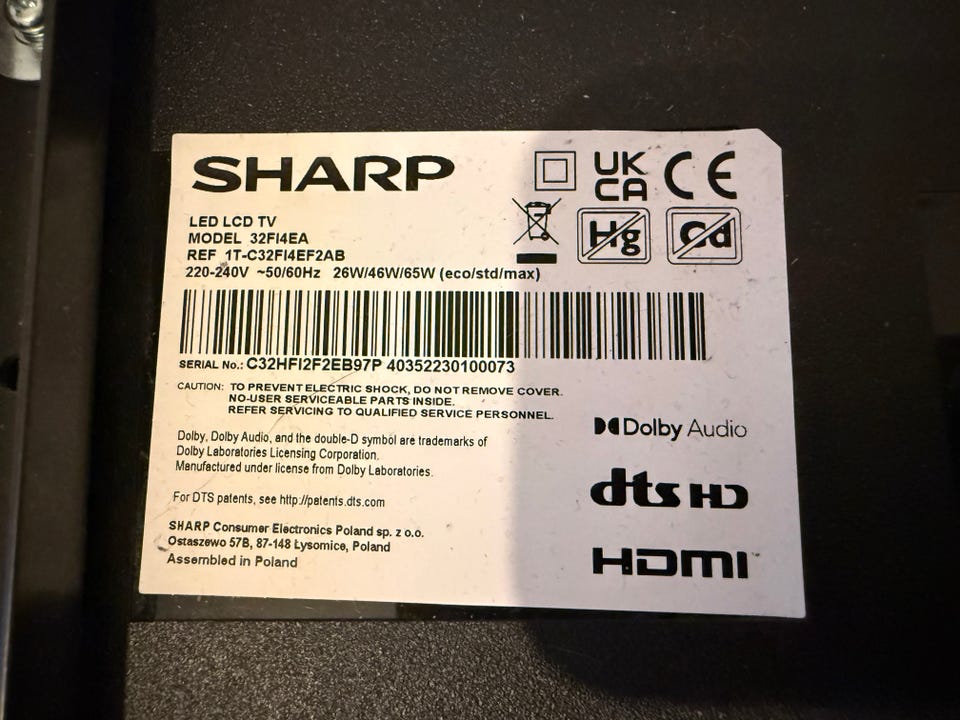 SHARP
UK
CA
CE
LED LCD TV
MODEL 32FI4EA
REF 1T-C32FI4EF2AB
220-240V ~50/60Hz 26W/46W/65W (eco/std/max)
Hg
Cd
SERIAL No.: C32HFI2F2EB97P 40352230100073
CAUTION: TO PREVENT ELECTRIC SHOCK, DO NOT REMOVE COVER.
NO-USER SERVICEABLE PARTS INSIDE.
REFER SERVICING TO QUALIFIED SERVICE PERSONNEL.
Dolby, Dolby Audio, and the double-D symbol are trademarks of
Dolby Laboratories Licensing Corporation.
Manufactured under license from Dolby Laboratories.
For DTS patents, see http://patents.dts.com
SHARP Consumer Electronics Poland sp. z o.o.
Ostaszewo 57B, 87-148 Łysomice, Poland
Assembled in Poland
Dolby Audio
dts HD
HDMI